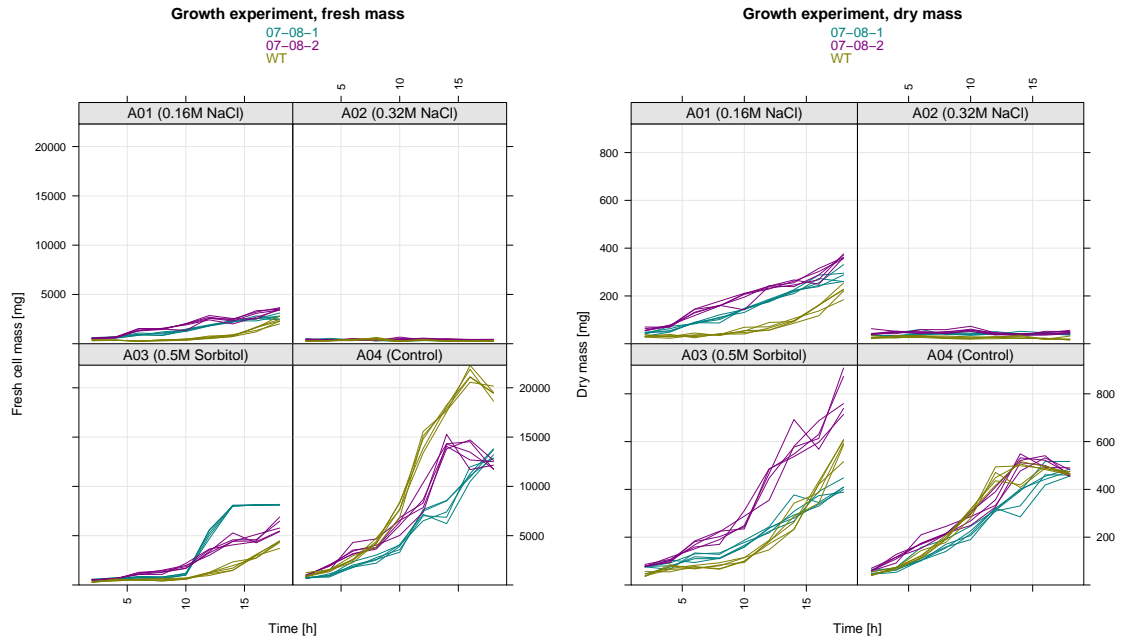 Growth experiment, fresh mass
07−08−1
07−08−2
WT
5
10
15
A01 (0.16M NaCl)
A02 (0.32M NaCl)
20000
15000
10000
5000
A03 (0.5M Sorbitol)
A04 (Control)
20000
15000
10000
5000
5
10
15
Fresh cell mass [mg]
Time [h]
Growth experiment, dry mass
07−08−1
07−08−2
WT
5
10
15
A01 (0.16M NaCl)
A02 (0.32M NaCl)
800
600
400
200
A03 (0.5M Sorbitol)
A04 (Control)
800
600
400
200
5
10
15
Dry mass [mg]
Time [h]